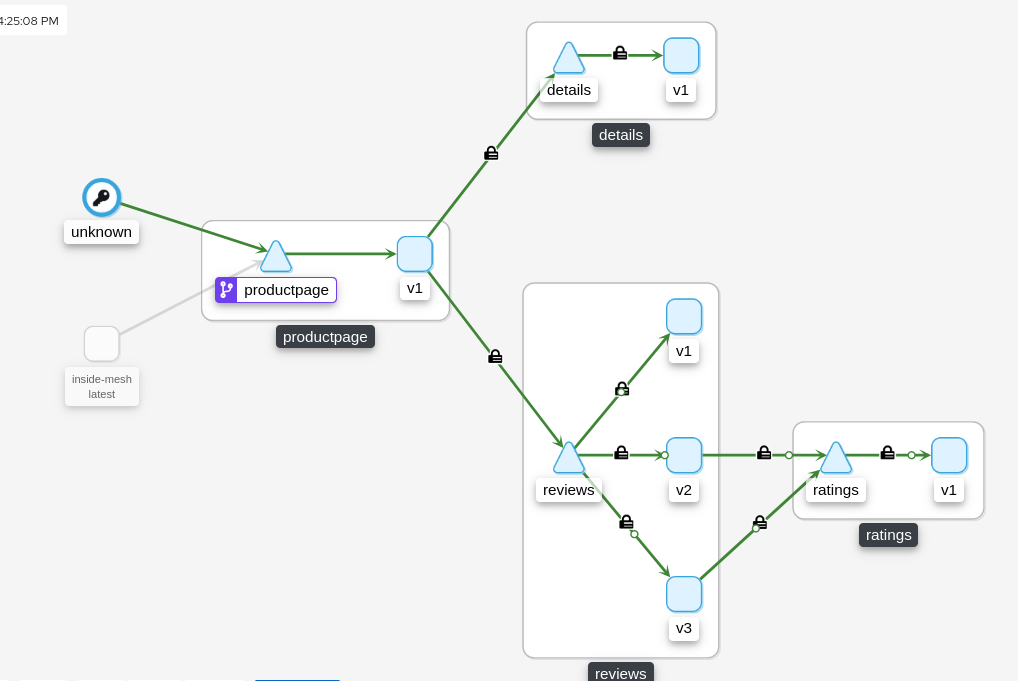 4:25:08 PM
details
v1
details
unknown
productpage
v1
productpage
inside-mesh
latest
v1
reviews
v2
v3
reviews
ratings
v1
ratings